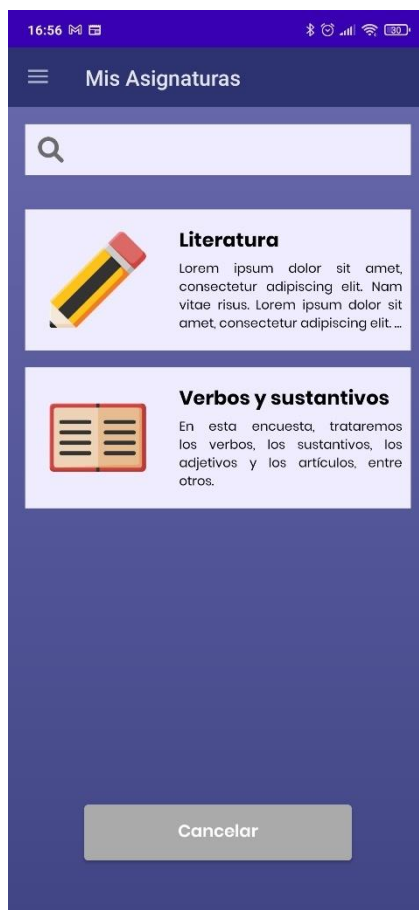 16:56
30
Mis Asignaturas
Literatura
Lorem ipsum dolor sit amet,
consectetur adipiscing elit. Nam
vitae risus. Lorem ipsum dolor sit
amet, consectetur adipiscing elit. ...
Verbos y sustantivos
En esta encuesta, trataremos
los verbos, los sustantivos, los
adjetivos y los artículos, entre
otros.
Cancelar